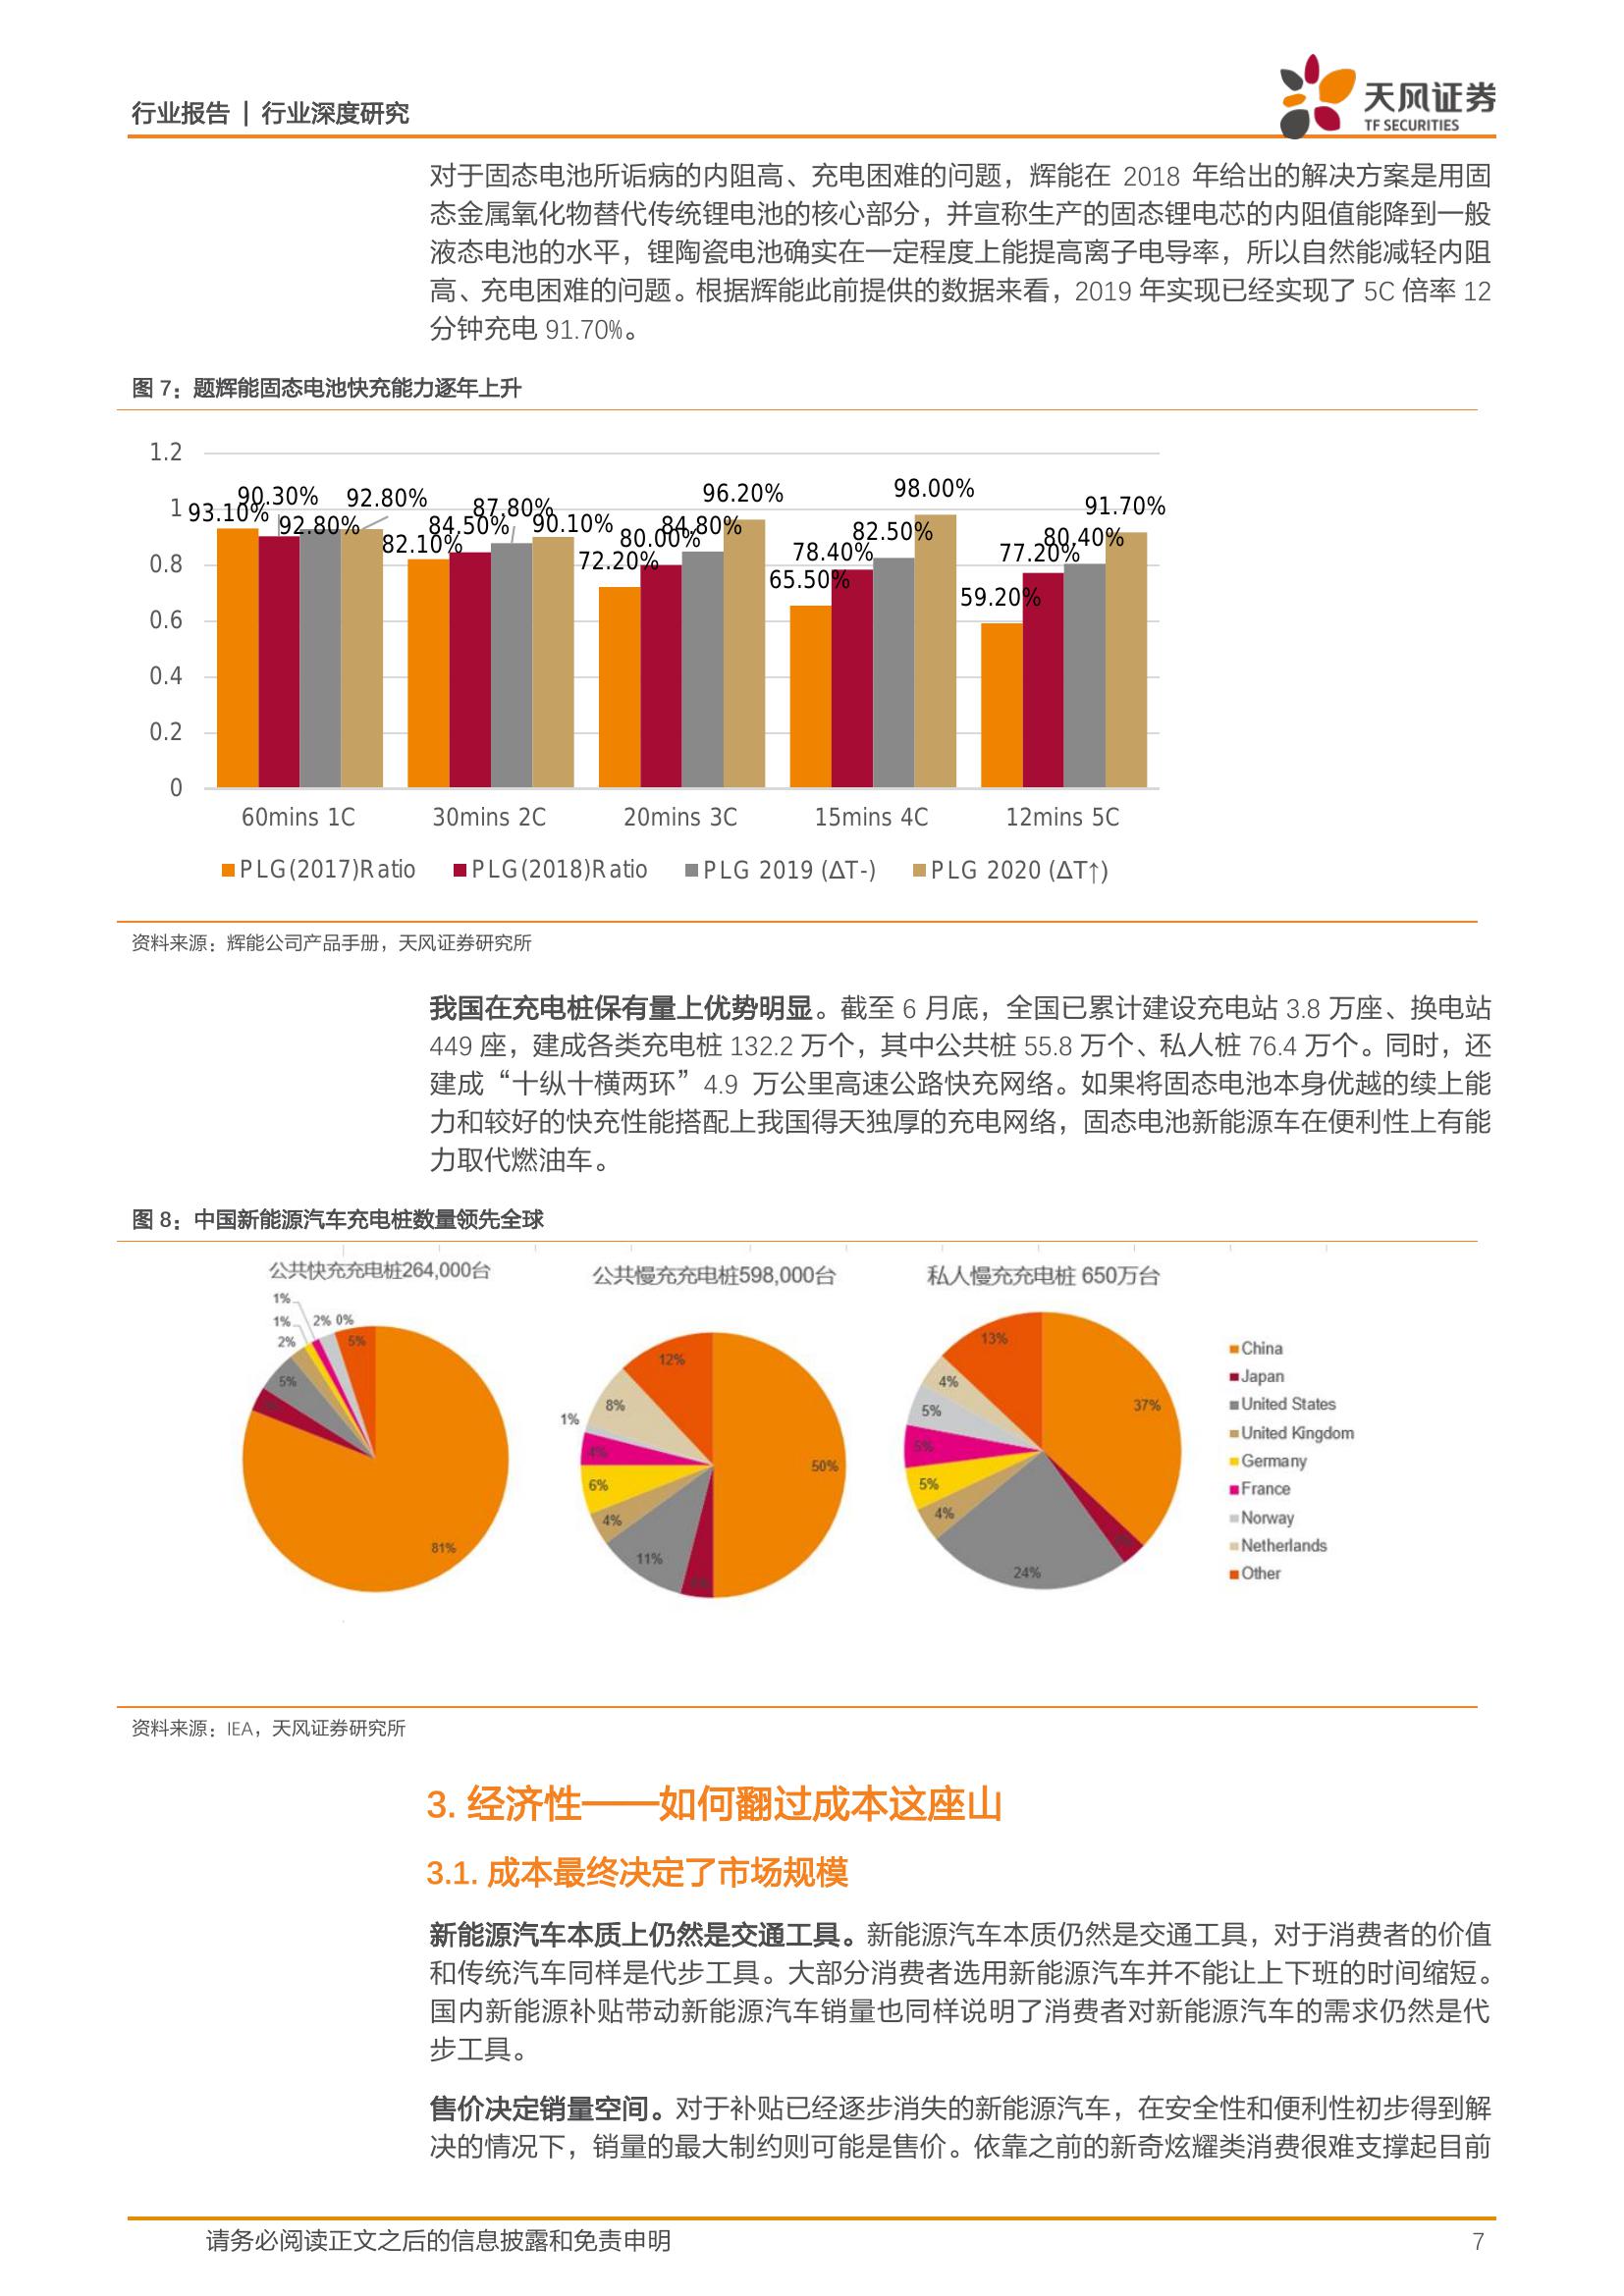 行业报告 | 行业深度研究
天风证券
TF SECURITIES
对于固态电池所诟病的内阻高、充电困难的问题，辉能在 2018 年给出的解决方案是用固
态金属氧化物替代传统锂电池的核心部分，并宣称生产的固态锂电芯的内阻值能降到一般
液态电池的水平，锂陶瓷电池确实在一定程度上能提高离子电导率，所以自然能减轻内阻
高、充电困难的问题。根据辉能此前提供的数据来看，2019 年实现已经实现了 5C 倍率 12
分钟充电 91.70%。
图 7：题辉能固态电池快充能力逐年上升
1.2
1
0.8
0.6
0.4
0.2
0
93.10% 90.30% 92.80% 92.80%
82.10% 84.50% 87.80% 90.10%
72.20% 80.00% 84.80% 96.20%
65.50% 78.40% 82.50% 98.00%
59.20% 77.20% 80.40% 91.70%
60mins 1C 30mins 2C 20mins 3C 15mins 4C 12mins 5C
PLG(2017)Ratio PLG(2018)Ratio PLG 2019 (ΔT-) PLG 2020 (ΔT↑)
资料来源：辉能公司产品手册，天风证券研究所
我国在充电桩保有量上优势明显。截至 6 月底，全国已累计建设充电站 3.8 万座、换电站
449 座，建成各类充电桩 132.2 万个，其中公共桩 55.8 万个、私人桩 76.4 万个。同时，还
建成“十纵十横两环”4.9 万公里高速公路快充网络。如果将固态电池本身优越的续上能
力和较好的快充性能搭配上我国得天独厚的充电网络，固态电池新能源车在便利性上有能
力取代燃油车。
图 8：中国新能源汽车充电桩数量领先全球
公共快充充电桩264,000台
1%
1% 2% 0%
2% 5%
5%
81%
公共慢充充电桩598,000台
12%
8%
1%
4%
50%
6%
4%
11%
私人慢充充电桩 650万台
13%
4%
37%
5%
5%
5%
4%
24%
China
Japan
United States
United Kingdom
Germany
France
Norway
Netherlands
Other
资料来源：IEA，天风证券研究所
3. 经济性——如何翻过成本这座山
3.1. 成本最终决定了市场规模
新能源汽车本质上仍然是交通工具。新能源汽车本质仍然是交通工具，对于消费者的价值
和传统汽车同样是代步工具。大部分消费者选用新能源汽车并不能让上下班的时间缩短。
国内新能源补贴带动新能源汽车销量也同样说明了消费者对新能源汽车的需求仍然是代
步工具。
售价决定销量空间。对于补贴已经逐步消失的新能源汽车，在安全性和便利性初步得到解
决的情况下，销量的最大制约则可能是售价。依靠之前的新奇炫耀类消费很难支撑起目前
请务必阅读正文之后的信息披露和免责申明
7